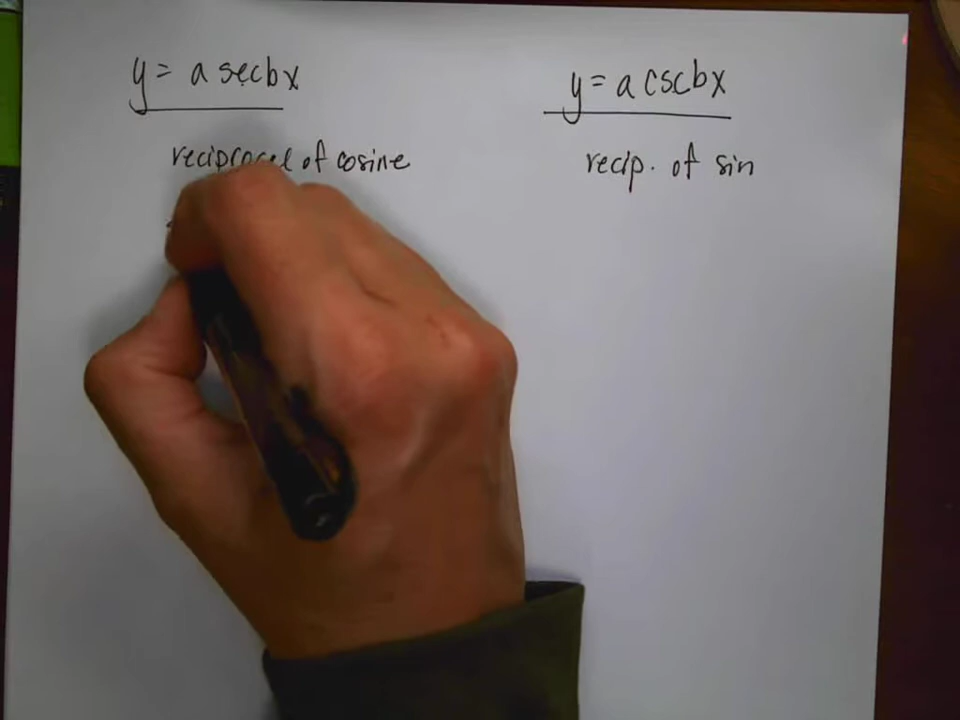 y = a secbx
reciprocal of cosine
y = a cscbx
recip. of sin